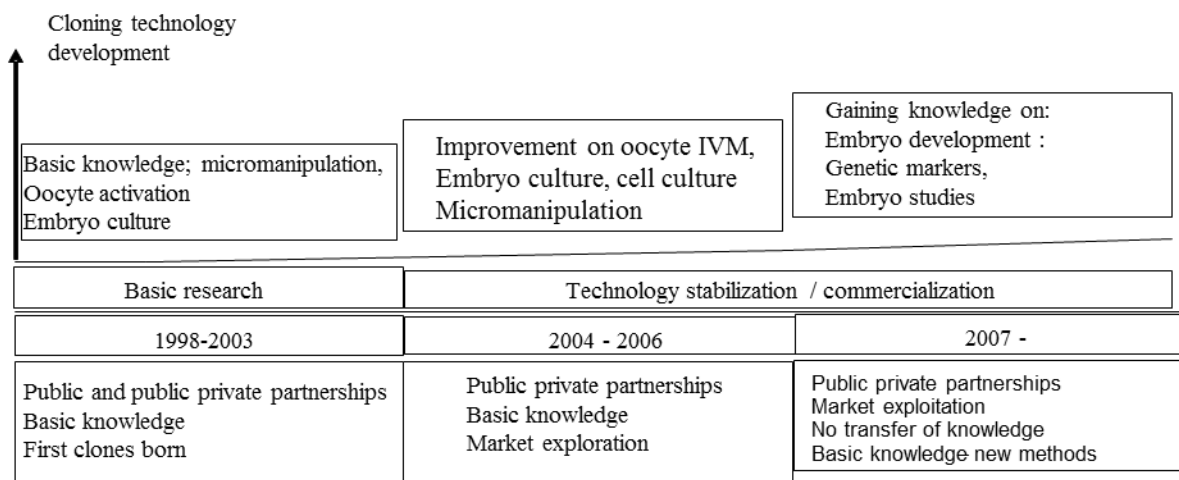 Cloning technology
development
Basic knowledge; micromanipulation,
Oocyte activation
Embryo culture
Improvement on oocyte IVM,
Embryo culture, cell culture
Micromanipulation
Gaining knowledge on:
Embryo development :
Genetic markers,
Embryo studies
Basic research
Technology stabilization / commercialization
1998-2003
2004 - 2006
2007 -
Public and public private partnerships
Basic knowledge
First clones born
Public private partnerships
Basic knowledge
Market exploration
Public private partnerships
Market exploitation
No transfer of knowledge
Basic knowledge-new methods